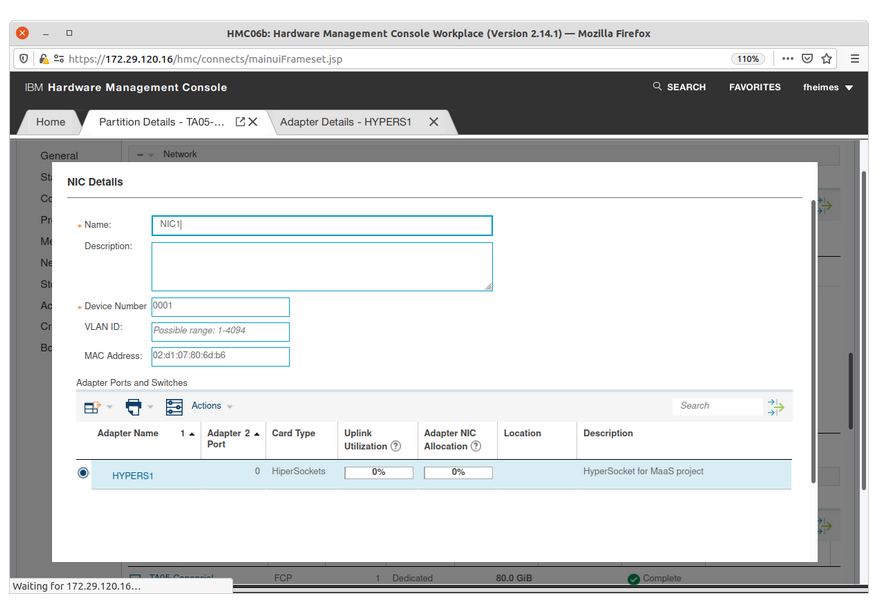 HMC06b: Hardware Management Console Workplace (Version 2.14.1) — Mozilla Firefox
https://172.29.120.16/hmc/connects/mainuiFrameset.jsp 110%
IBM Hardware Management Console SEARCH FAVORITES fheimes
Home Partition Details - TA05-... Adapter Details - HYPERS1
General Network
NIC Details
Name: NIC1
Description:
Device Number 0001
VLAN ID: Possible range: 1-4094
MAC Address: 02:d1:07:80:6d:b6
Adapter Ports and Switches
Actions Search
Adapter Name 1 Adapter 2 Port Card Type Uplink Utilization Adapter NIC Allocation Location Description
HYPERS1 0 HiperSockets 0% 0% HyperSocket for MaaS project
FCP 1 Dedicated 80.0 GiB Complete
Waiting for 172.29.120.16...